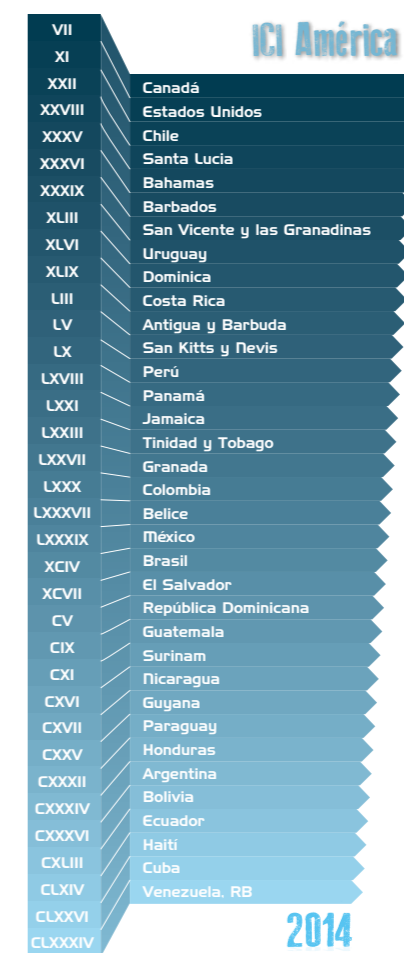 ICI América
VII Canadá
XI Estados Unidos
XXII Chile
XXVIII Santa Lucia
XXXV Bahamas
XXXVI Barbados
XXXIX San Vicente y las Granadinas
XLIII Uruguay
XLVI Dominica
XLIX Costa Rica
LIII Antigua y Barbuda
LV San Kitts y Nevis
LX Perú
LXVIII Panamá
LXXI Jamaica
LXXIII Tinidad y Tobago
LXXVII Granada
LXXX Colombia
LXXXVII Belice
LXXXIX México
XCIV Brasil
XCVII El Salvador
CV República Dominicana
CIX Guatemala
CXI Surinam
CXVI Nicaragua
CXVII Guyana
CXXV Paraguay
CXXXII Honduras
CXXXIV Argentina
CXXXVI Bolivia
CXLIII Ecuador
CLXIV Haití
CLXXVI Cuba
CLXXXIV Venezuela, RB
2014